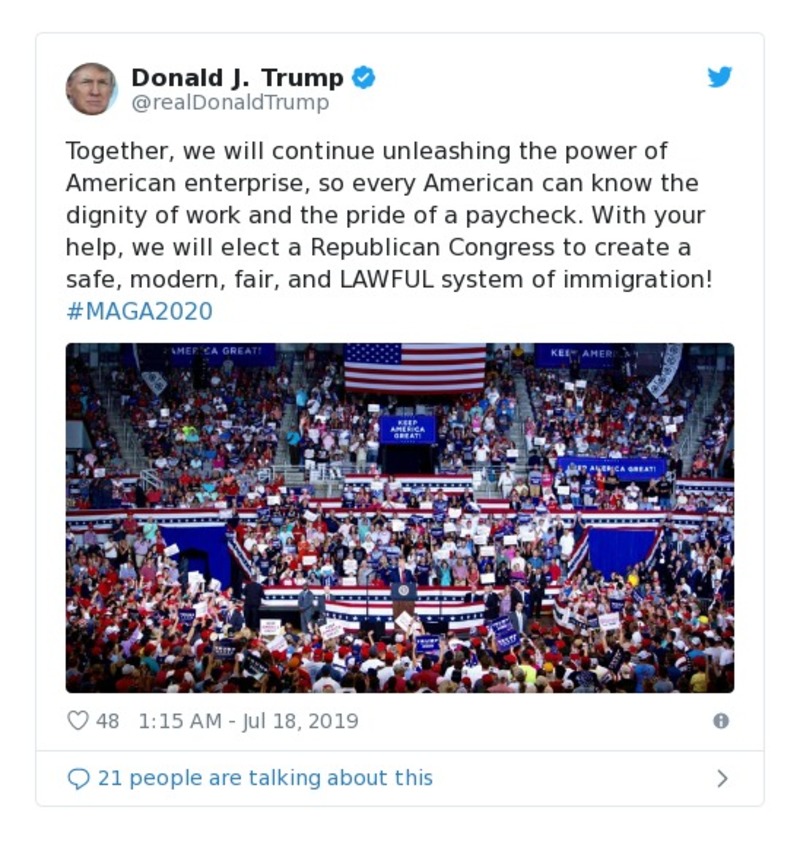 Donald J. Trump
@realDonaldTrump
Together, we will continue unleashing the power of
American enterprise, so every American can know the
dignity of work and the pride of a paycheck. With your
help, we will elect a Republican Congress to create a
safe, modern, fair, and LAWFUL system of immigration!
#MAGA2020
AMERICA GREAT!
KEEP AMERICA
KEEP
AMERICA
GREAT!
KEEP AMERICA GREAT!
TRUMP
48 1:15 AM - Jul 18, 2019
21 people are talking about this